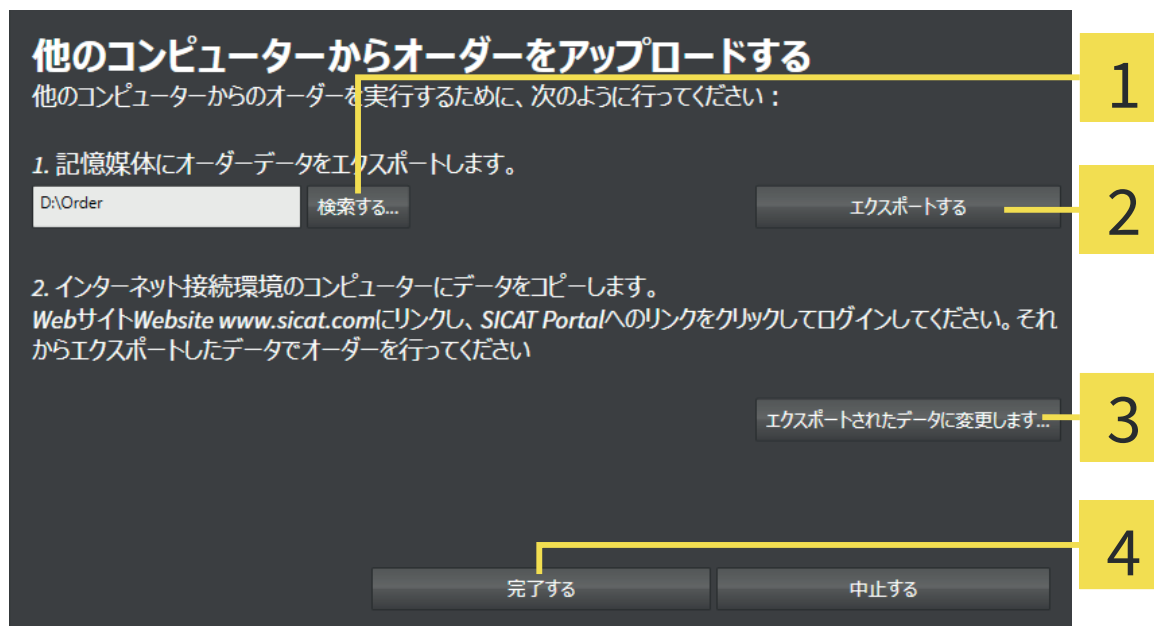 他のコンピューターからオーダーをアップロードする
他のコンピューターからのオーダーを実行するために、次のように行ってください：
1
1. 記憶媒体にオーダーデータをエクスポートします。
D:\Order
検索する...
エクスポートする
2
2. インターネット接続環境のコンピューターにデータをコピーします。
WebサイトWebsite www.sicat.comにリンクし、SICAT Portalへのリンクをクリックしてログインしてください。それ
からエクスポートしたデータでオーダーを行ってください
エクスポートされたデータに変更します...
3
4
完了する
中止する